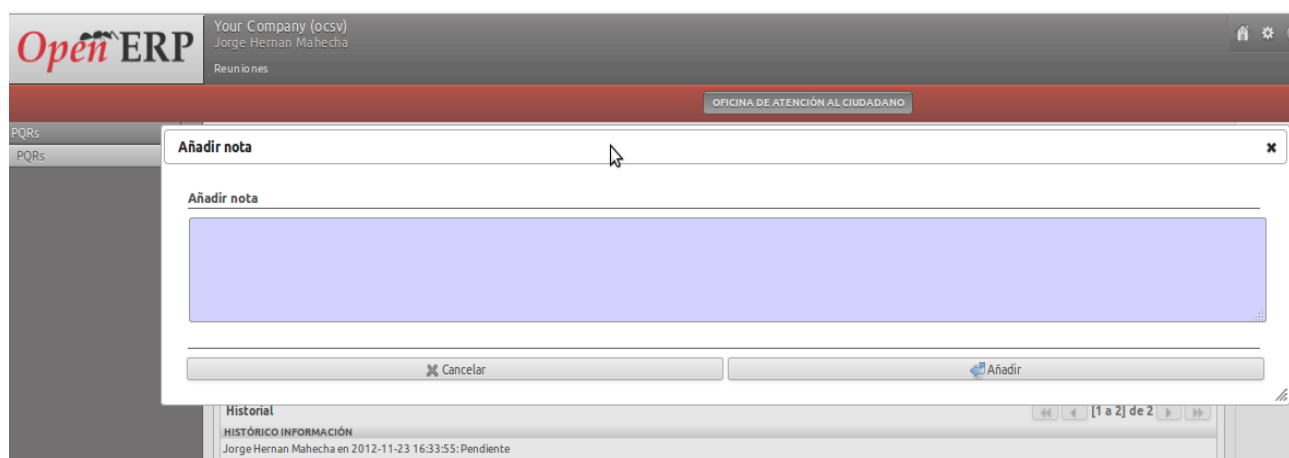 Open ERP
Your Company (ocsv)
Jorge Hernan Mahecha
Reuniones
OFICINA DE ATENCIÓN AL CIUDADANO
PQRs
PQRs
Añadir nota
Añadir nota
Cancelar
Añadir
Historial
[1 a 2] de 2
HISTÓRICO INFORMACIÓN
Jorge Hernan Mahecha en 2012-11-23 16:33:55: Pendiente